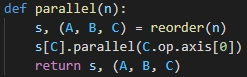 def parallel(n):
    s, (A, B, C) = reorder(n)
    s[C].parallel(C.op.axis[0])
    return s, (A, B, C)